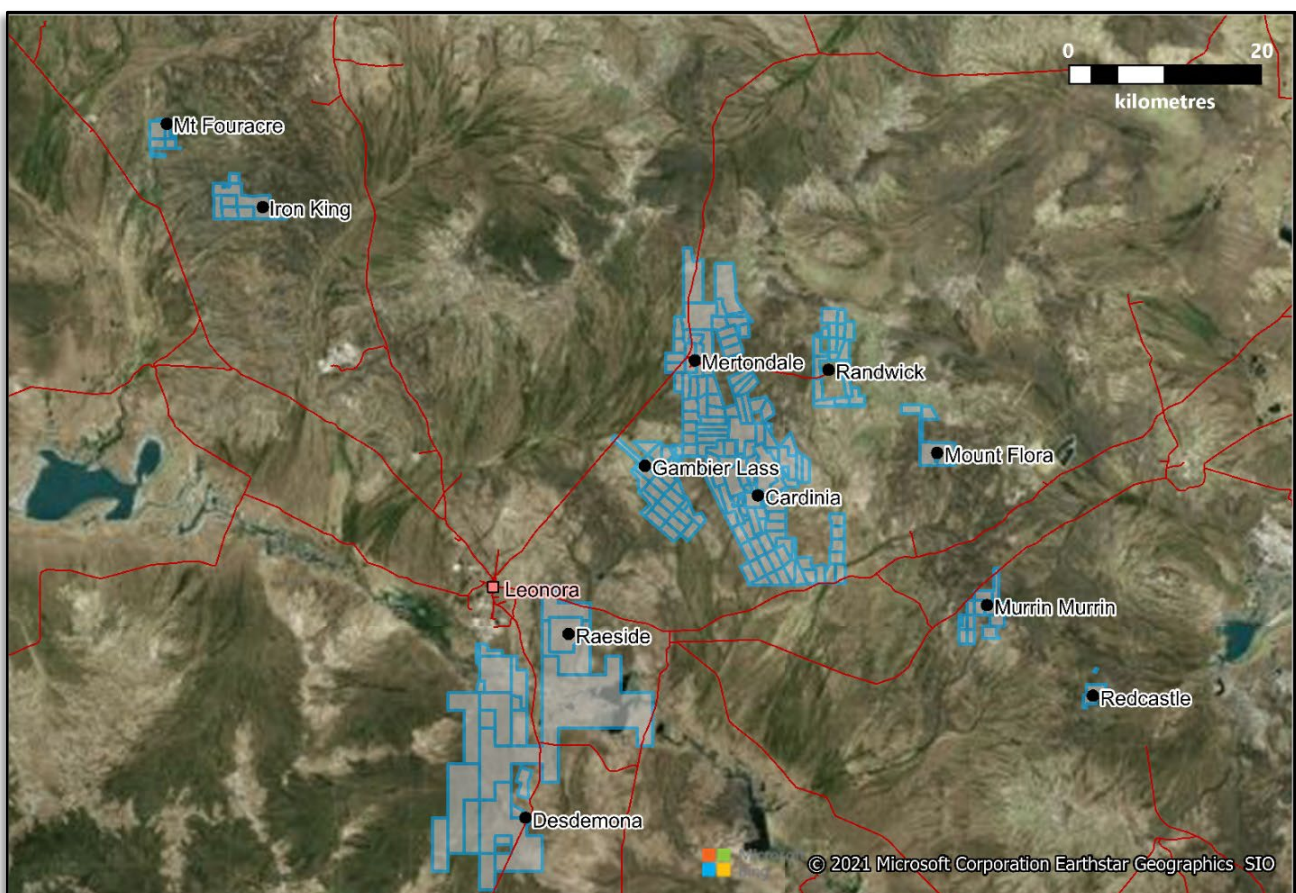 0 20
kilometres
Mt Fouracre
Iron King
Mertondale
Randwick
Mount Flora
Gambier Lass
Cardinia
Leonora
Murrin Murrin
Raeside
Redcastle
Desdemona
© 2021 Microsoft Corporation Earthstar Geographics SIO